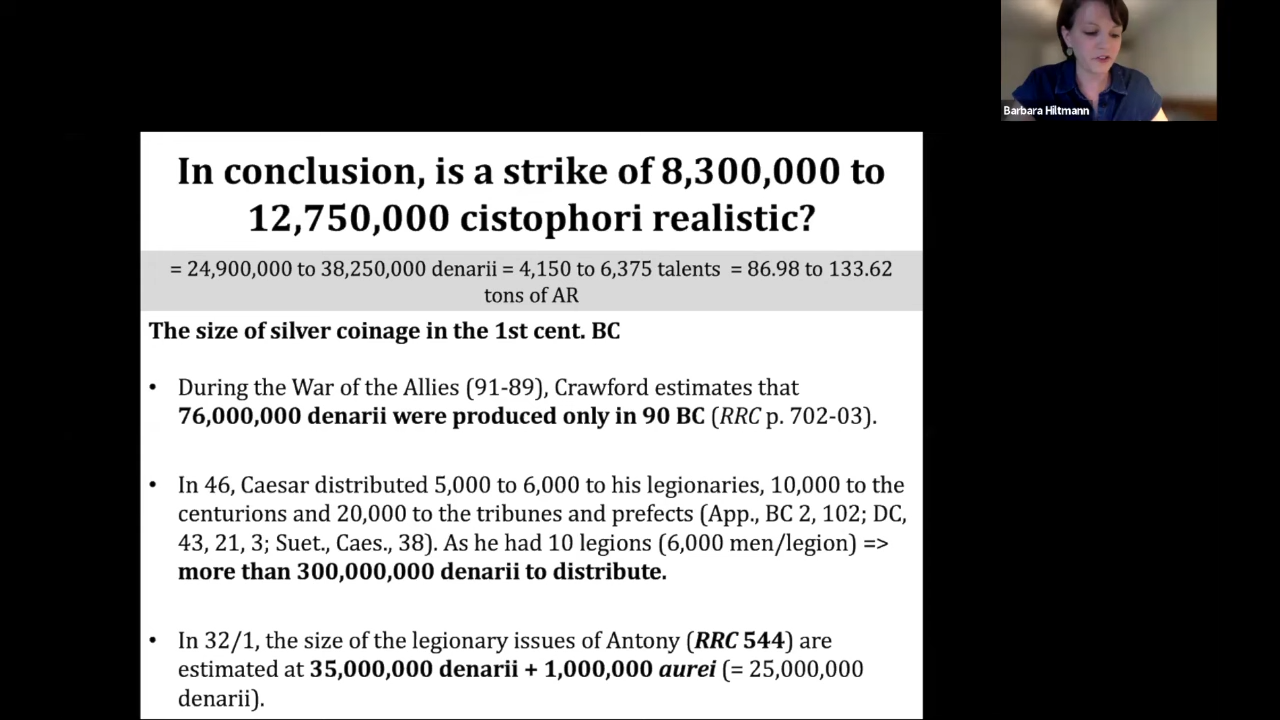 Barbara Hiltmann
In conclusion, is a strike of 8,300,000 to
12,750,000 cistophori realistic?
= 24,900,000 to 38,250,000 denarii = 4,150 to 6,375 talents = 86.98 to 133.62
tons of AR
The size of silver coinage in the 1st cent. BC
• During the War of the Allies (91-89), Crawford estimates that
76,000,000 denarii were produced only in 90 BC (RRC p. 702-03).
• In 46, Caesar distributed 5,000 to 6,000 to his legionaries, 10,000 to the
centurions and 20,000 to the tribunes and prefects (App., BC 2, 102; DC,
43, 21, 3; Suet., Caes., 38). As he had 10 legions (6,000 men/legion) =>
more than 300,000,000 denarii to distribute.
• In 32/1, the size of the legionary issues of Antony (RRC 544) are
estimated at 35,000,000 denarii + 1,000,000 aurei (= 25,000,000
denarii).